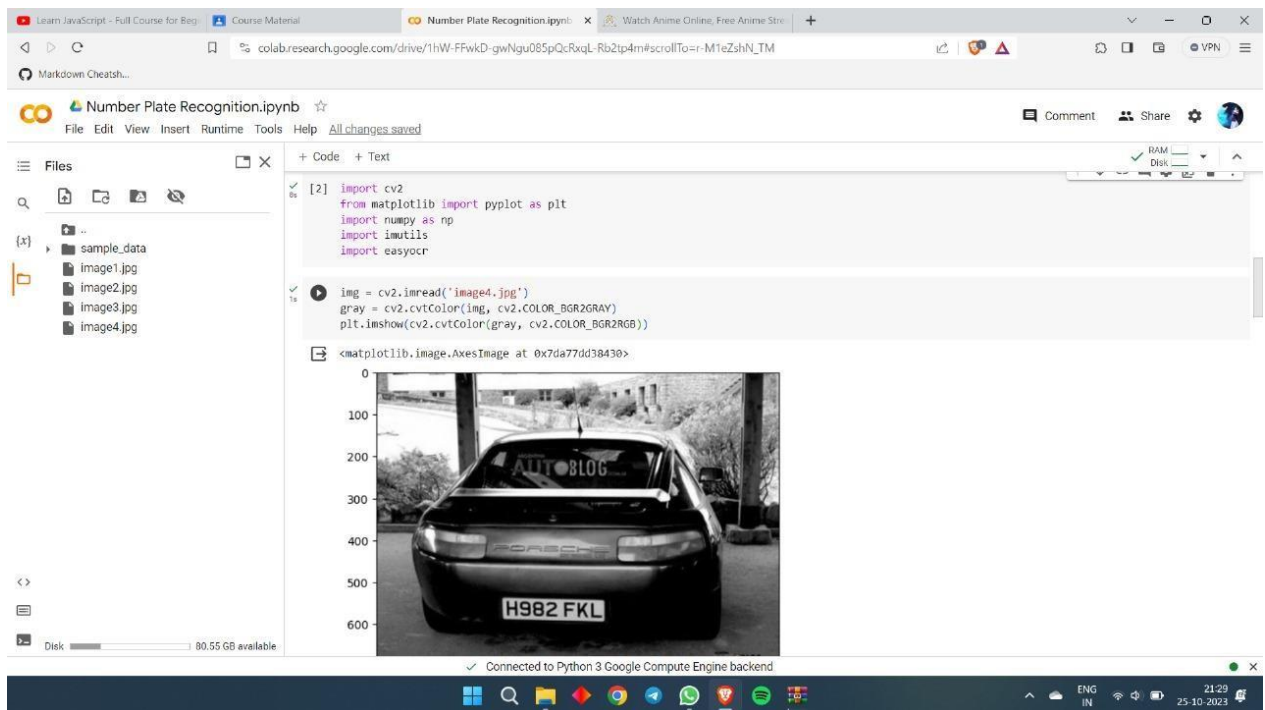 Learn JavaScript - Full Course for Beg
Course Material
Number Plate Recognition.ipynb
Watch Anime Online, Free Anime Stre
colab.research.google.com/drive/1hW-FFwkD-gwNgu085pQcRxqL-Rb2tp4m#scrollTo=r-M1eZshN_TM
VPN
Markdown Cheatsh...
Number Plate Recognition.ipynb
File Edit View Insert Runtime Tools Help All changes saved
Comment
Share
Files
+ Code + Text
RAM
Disk
..
sample_data
image1.jpg
image2.jpg
image3.jpg
image4.jpg
[2] import cv2
from matplotlib import pyplot as plt
import numpy as np
import imutils
import easyocr
1s
img = cv2.imread('image4.jpg')
gray = cv2.cvtColor(img, cv2.COLOR_BGR2GRAY)
plt.imshow(cv2.cvtColor(gray, cv2.COLOR_BGR2RGB))
<matplotlib.image.AxesImage at 0x7da77dd38430>
0
100
200
300
400
500
600
AUTOBLOG
PORSCHE
H982 FKL
{x}
Disk
80.55 GB available
Connected to Python 3 Google Compute Engine backend
ENG
IN
21:29
25-10-2023